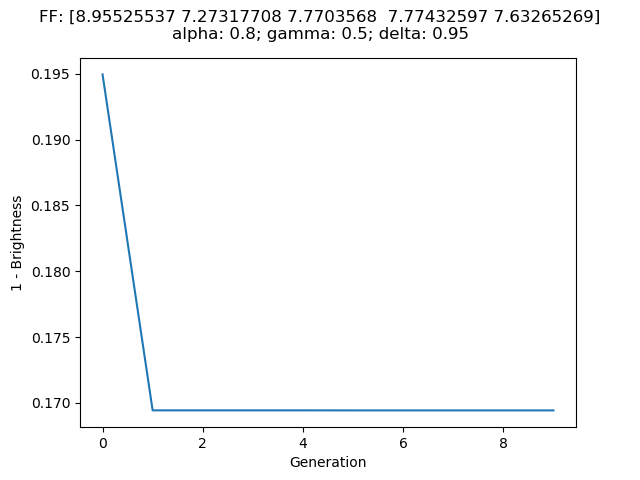 FF: [8.95525537 7.27317708 7.7703568  7.77432597 7.63265269]
alpha: 0.8; gamma: 0.5; delta: 0.95
0.195
0.190
0.185
0.180
0.175
0.170
1 - Brightness
0
2
4
6
8
Generation